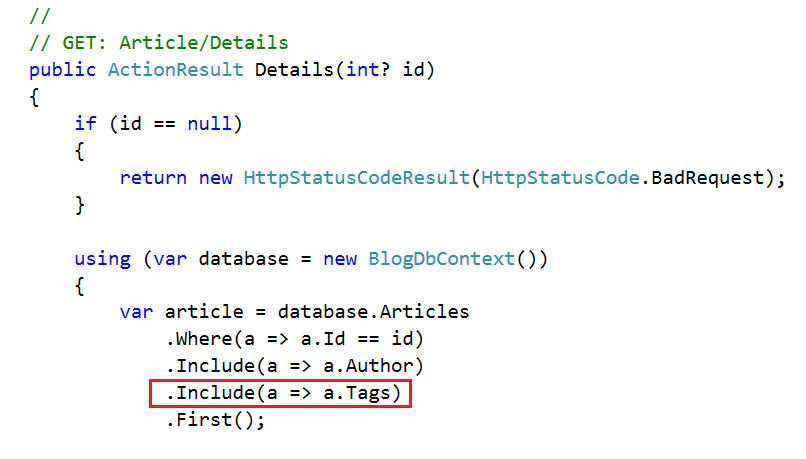 //
// GET: Article/Details
public ActionResult Details(int? id)
{
    if (id == null)
    {
        return new HttpStatusCodeResult(HttpStatusCode.BadRequest);
    }

    using (var database = new BlogDbContext())
    {
        var article = database.Articles
            .Where(a => a.Id == id)
            .Include(a => a.Author)
            .Include(a => a.Tags)
            .First();